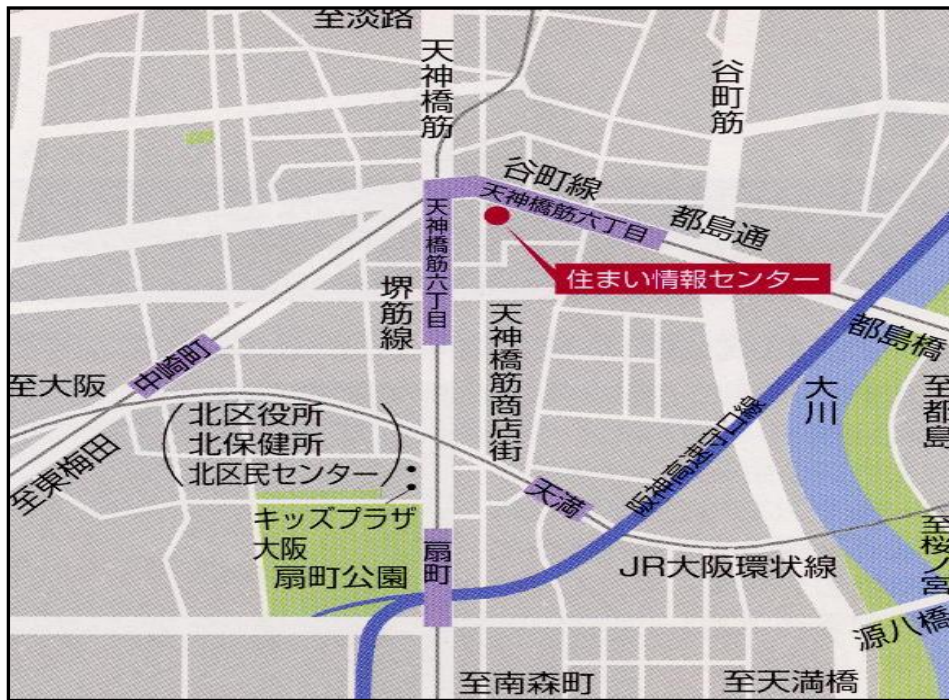 至淡路
天神橋筋
谷町筋
谷町線
天神橋筋六丁目
都島通
天神橋筋六丁目
堺筋線
住まい情報センター
天神橋筋商店街
都島橋
中崎町
至大阪
大川
至都島
北区役所
北保健所
北区民センター
至東梅田
阪神高速守口線
天満
キッズプラザ
大阪
扇町
扇町公園
JR大阪環状線
至桜ノ宮
源八橋
至南森町
至天満橋